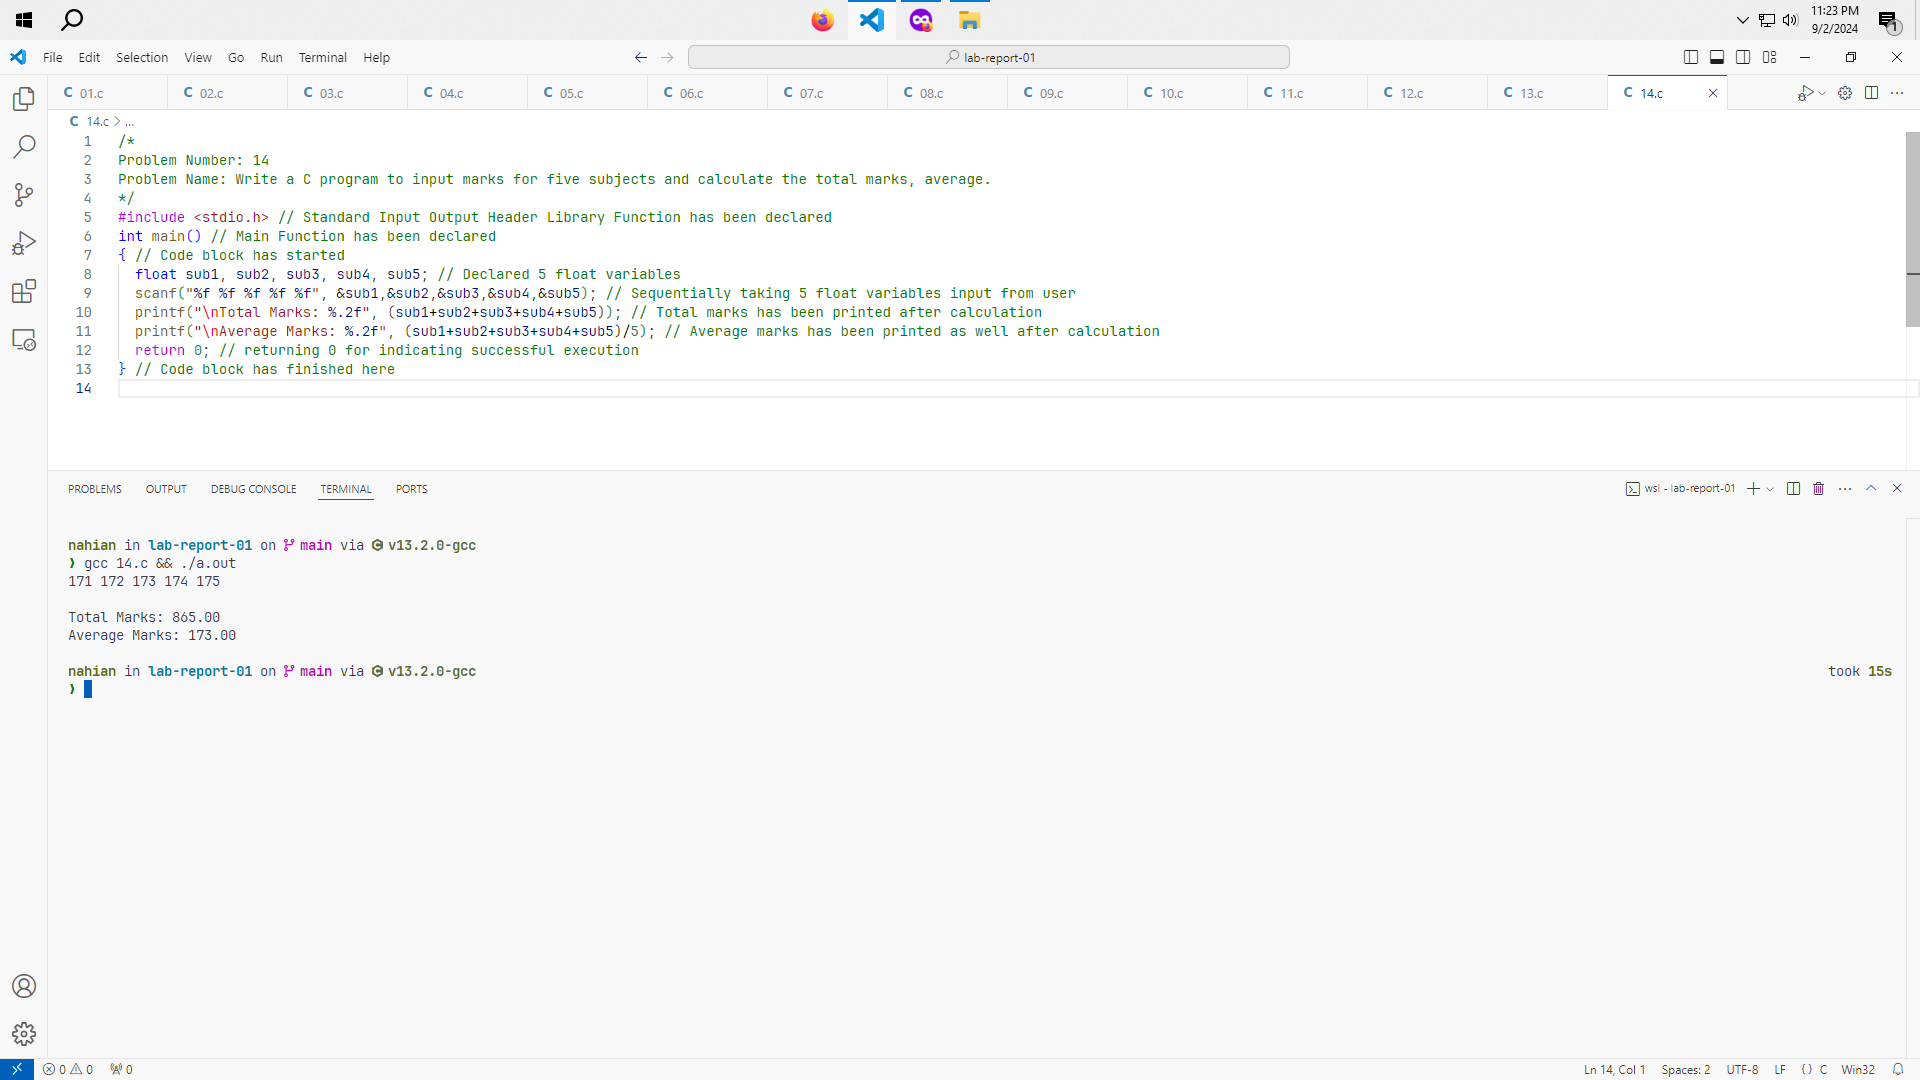 11:23 PM
9/2/2024
1
File Edit Selection View Go Run Terminal Help
lab-report-01
C 01.c C 02.c C 03.c C 04.c C 05.c C 06.c C 07.c C 08.c C 09.c C 10.c C 11.c C 12.c C 13.c C 14.c
C 14.c > ...
1 /*
2 Problem Number: 14
3 Problem Name: Write a C program to input marks for five subjects and calculate the total marks, average.
4 */
5 #include <stdio.h> // Standard Input Output Header Library Function has been declared
6 int main() // Main Function has been declared
7 { // Code block has started
8 float sub1, sub2, sub3, sub4, sub5; // Declared 5 float variables
9 scanf("%f %f %f %f %f", &sub1,&sub2,&sub3,&sub4,&sub5); // Sequentially taking 5 float variables input from user
10 printf("\nTotal Marks: %.2f", (sub1+sub2+sub3+sub4+sub5)); // Total marks has been printed after calculation
11 printf("\nAverage Marks: %.2f", (sub1+sub2+sub3+sub4+sub5)/5); // Average marks has been printed as well after calculation
12 return 0; // returning 0 for indicating successful execution
13 } // Code block has finished here
14
PROBLEMS OUTPUT DEBUG CONSOLE TERMINAL PORTS
wsl - lab-report-01
nahian in lab-report-01 on main via C v13.2.0-gcc
❯ gcc 14.c && ./a.out
171 172 173 174 175
Total Marks: 865.00
Average Marks: 173.00
nahian in lab-report-01 on main via C v13.2.0-gcc took 15s
❯
0 0 0
Ln 14, Col 1 Spaces: 2 UTF-8 LF {} C Win32